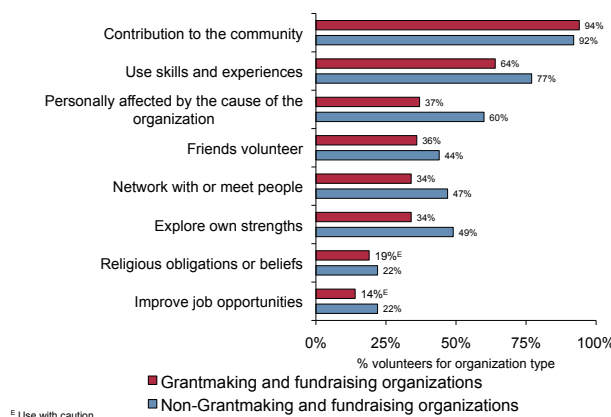 Contribution to the community
94%
92%
Use skills and experiences
64%
77%
Personally affected by the cause of the
organization
37%
60%
Friends volunteer
36%
44%
Network with or meet people
34%
47%
Explore own strengths
34%
49%
Religious obligations or beliefs
19%E
22%
Improve job opportunities
14%E
22%
0% 25% 50% 75% 100%
% volunteers for organization type
Grantmaking and fundraising organizations
Non-Grantmaking and fundraising organizations
E Use with caution